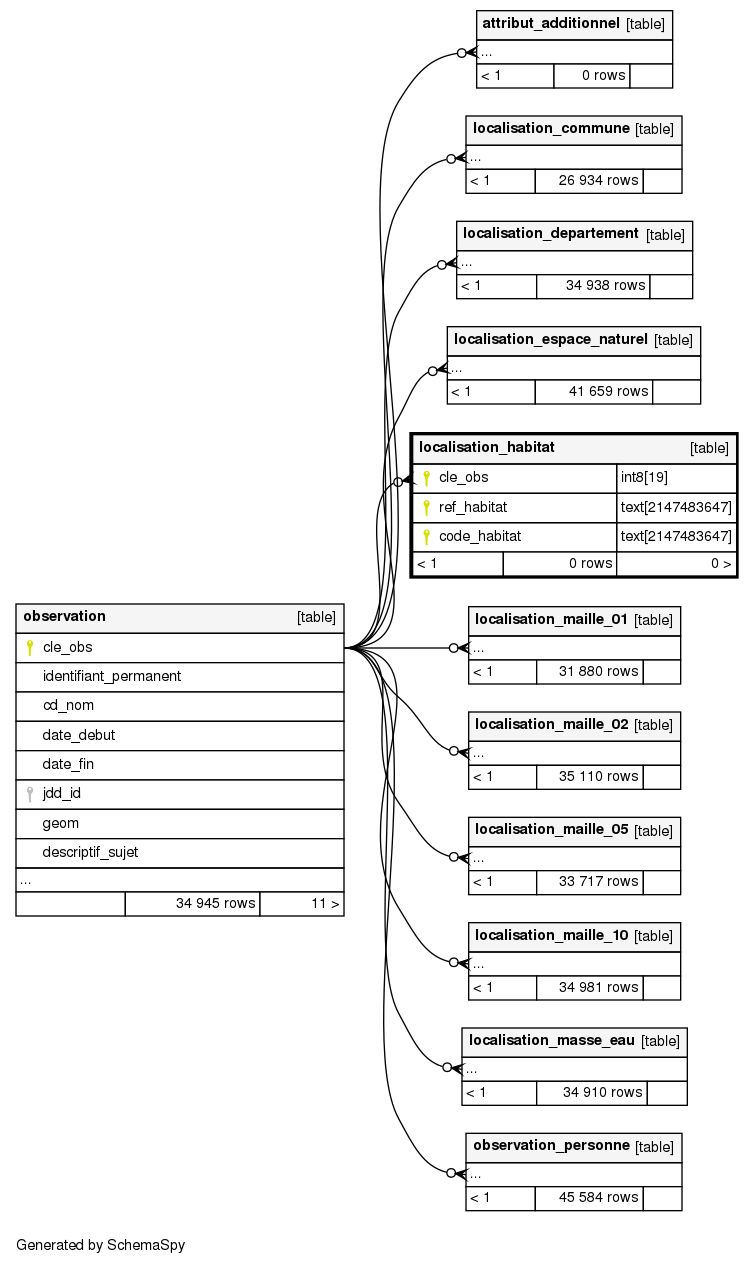 attribut_additionnel [table]
...
< 1 0 rows
localisation_commune [table]
...
< 1 26 934 rows
localisation_departement [table]
...
< 1 34 938 rows
localisation_espace_naturel [table]
...
< 1 41 659 rows
localisation_habitat [table]
cle_obs int8[19]
ref_habitat text[2147483647]
code_habitat text[2147483647]
< 1 0 rows 0 >
observation [table]
cle_obs
identifiant_permanent
cd_nom
date_debut
date_fin
jdd_id
geom
descriptif_sujet
...
34 945 rows 11 >
localisation_maille_01 [table]
...
< 1 31 880 rows
localisation_maille_02 [table]
...
< 1 35 110 rows
localisation_maille_05 [table]
...
< 1 33 717 rows
localisation_maille_10 [table]
...
< 1 34 981 rows
localisation_masse_eau [table]
...
< 1 34 910 rows
observation_personne [table]
...
< 1 45 584 rows
Generated by SchemaSpy